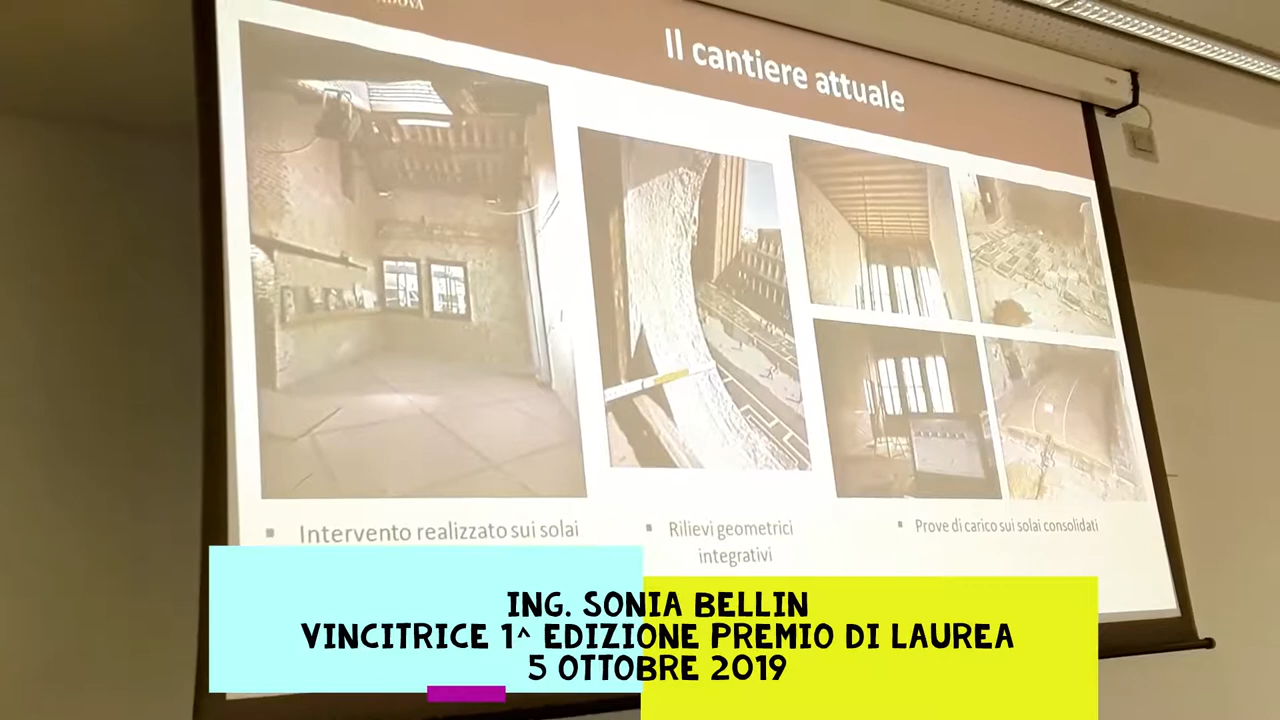 Il cantiere attuale
▪ Intervento realizzato sui solai
▪ Rilievi geometrici
integrativi
▪ Prove di carico sui solai consolidati
ING. SONIA BELLIN
VINCITRICE 1^ EDIZIONE PREMIO DI LAUREA
5 OTTOBRE 2019